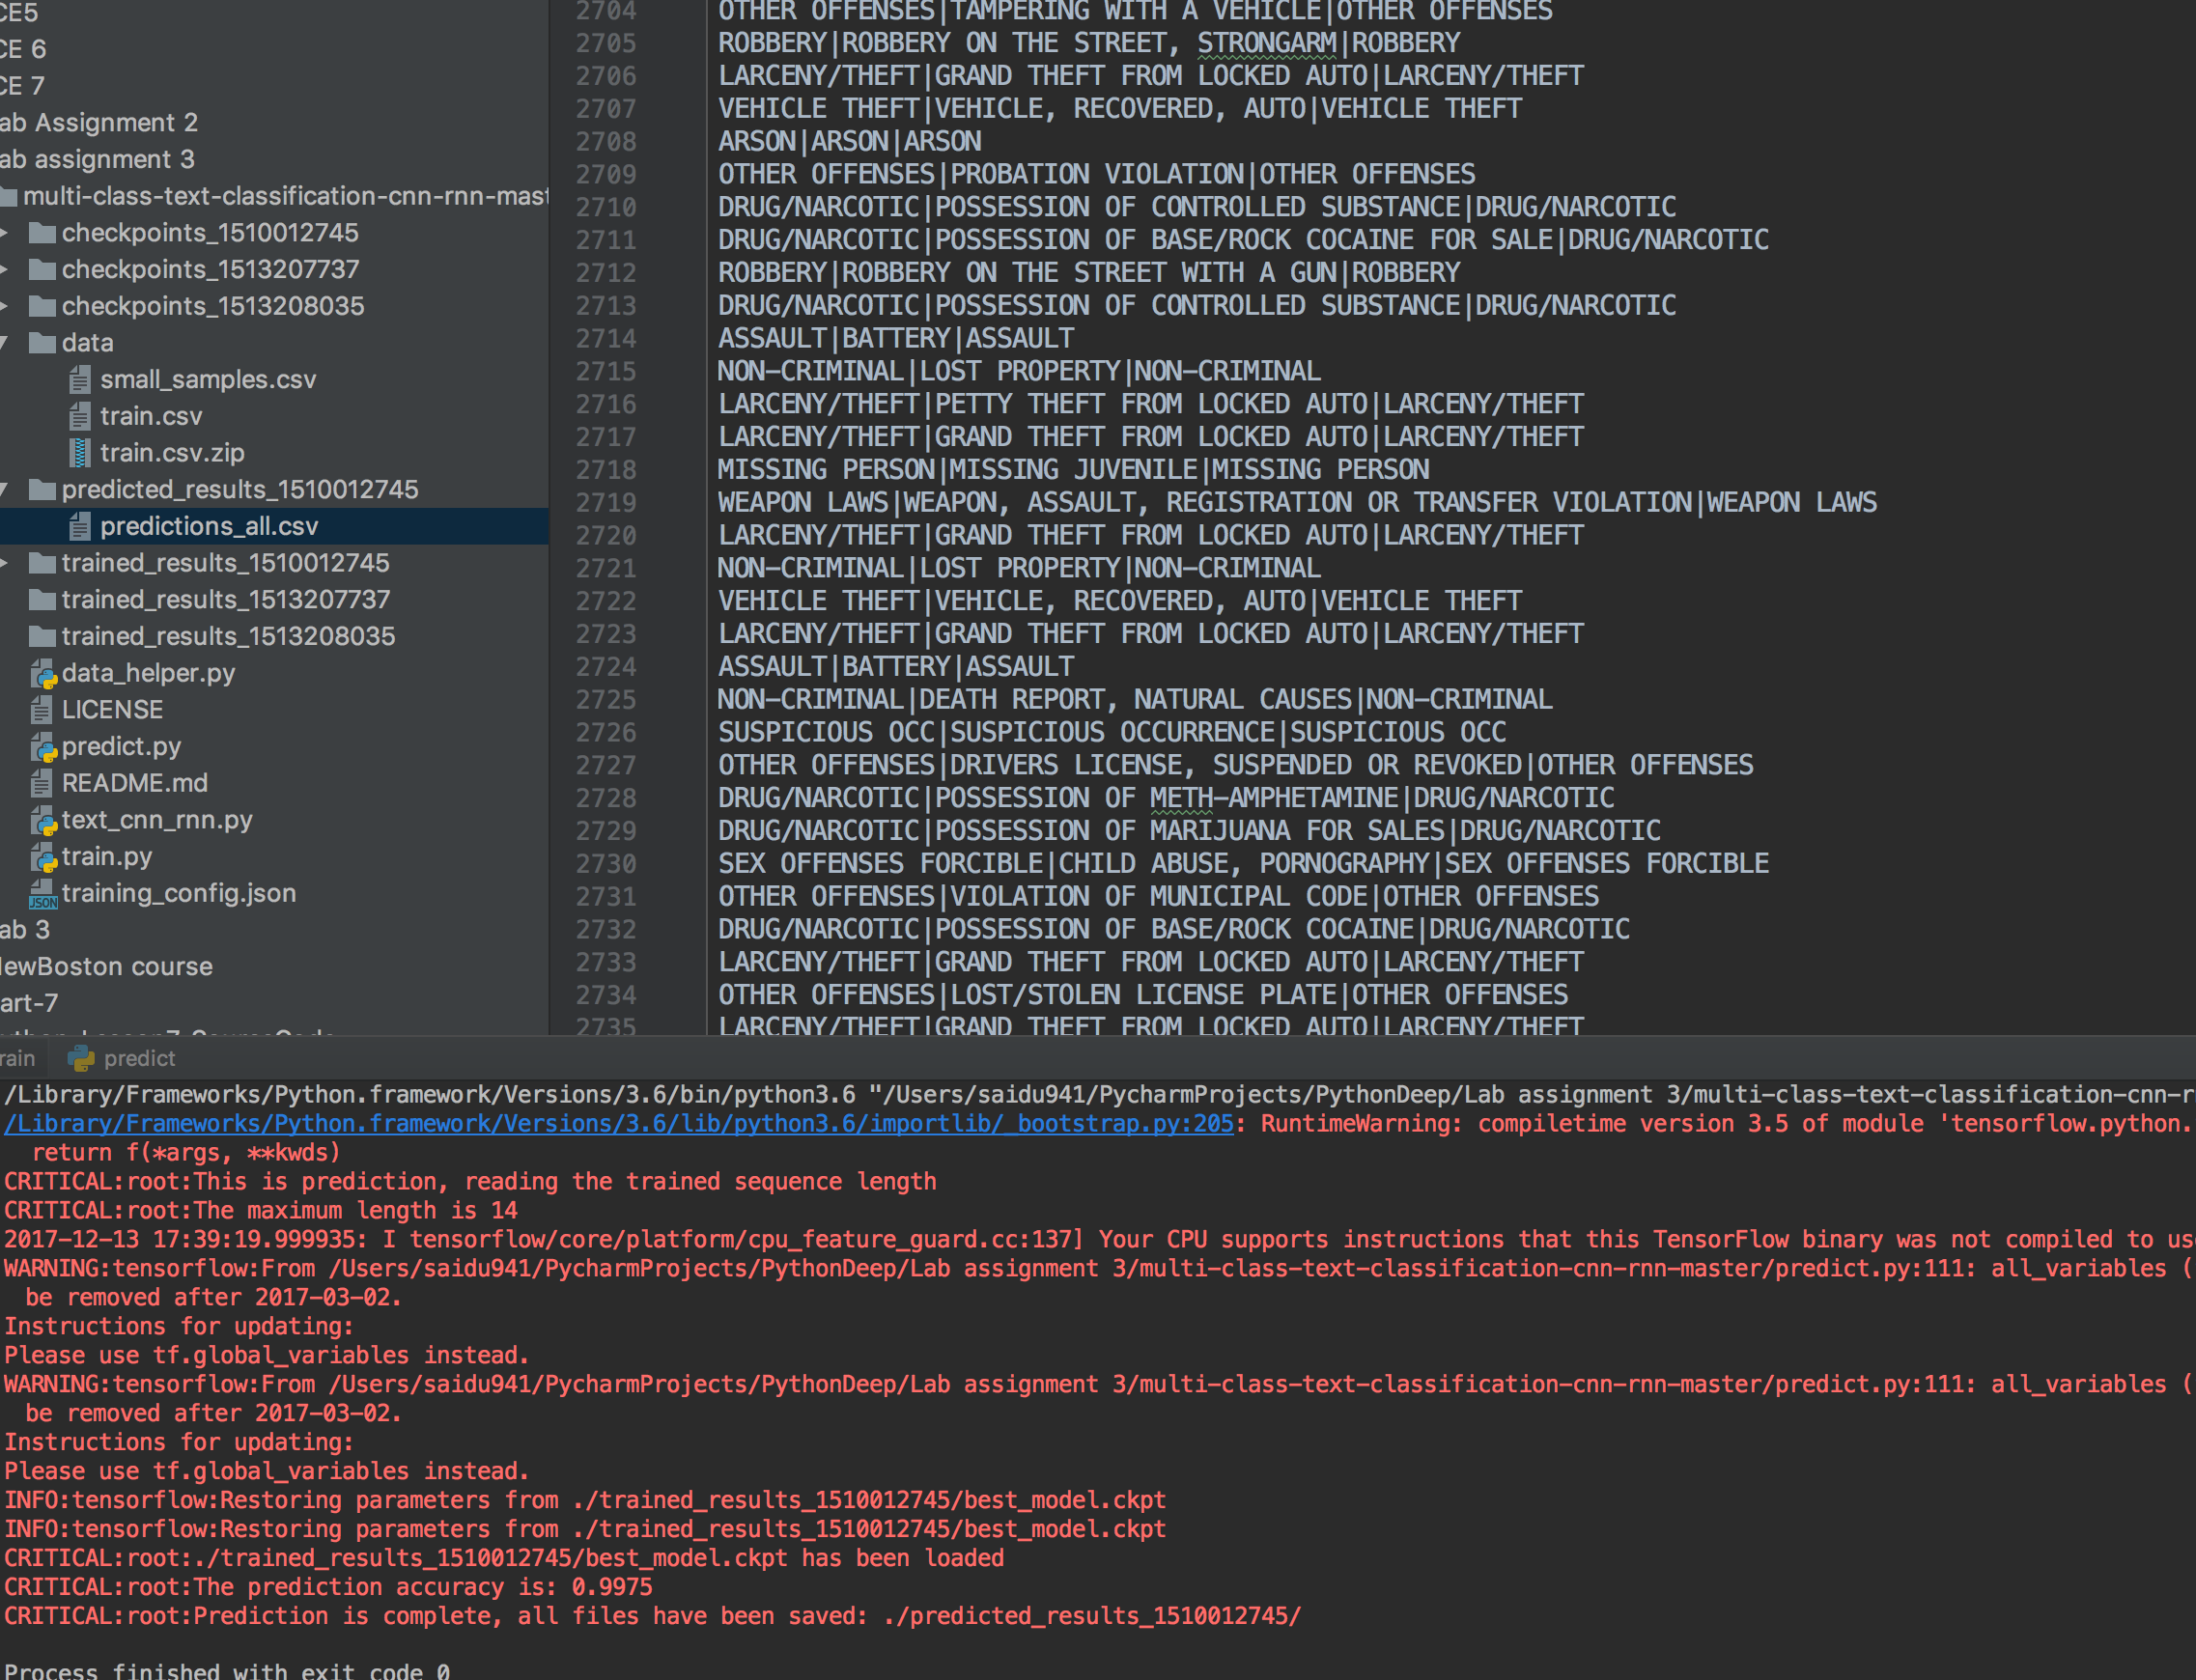 CE5
CE 6
CE 7
ab Assignment 2
ab assignment 3
multi-class-text-classification-cnn-rnn-mast
checkpoints_1510012745
checkpoints_1513207737
checkpoints_1513208035
data
small_samples.csv
train.csv
train.csv.zip
predicted_results_1510012745
predictions_all.csv
trained_results_1510012745
trained_results_1513207737
trained_results_1513208035
data_helper.py
LICENSE
predict.py
README.md
text_cnn_rnn.py
train.py
training_config.json
ab 3
ewBoston course
art-7
2704 OTHER OFFENSES|TAMPERING WITH A VEHICLE|OTHER OFFENSES
2705 ROBBERY|ROBBERY ON THE STREET, STRONGARM|ROBBERY
2706 LARCENY/THEFT|GRAND THEFT FROM LOCKED AUTO|LARCENY/THEFT
2707 VEHICLE THEFT|VEHICLE, RECOVERED, AUTO|VEHICLE THEFT
2708 ARSON|ARSON|ARSON
2709 OTHER OFFENSES|PROBATION VIOLATION|OTHER OFFENSES
2710 DRUG/NARCOTIC|POSSESSION OF CONTROLLED SUBSTANCE|DRUG/NARCOTIC
2711 DRUG/NARCOTIC|POSSESSION OF BASE/ROCK COCAINE FOR SALE|DRUG/NARCOTIC
2712 ROBBERY|ROBBERY ON THE STREET WITH A GUN|ROBBERY
2713 DRUG/NARCOTIC|POSSESSION OF CONTROLLED SUBSTANCE|DRUG/NARCOTIC
2714 ASSAULT|BATTERY|ASSAULT
2715 NON-CRIMINAL|LOST PROPERTY|NON-CRIMINAL
2716 LARCENY/THEFT|PETTY THEFT FROM LOCKED AUTO|LARCENY/THEFT
2717 LARCENY/THEFT|GRAND THEFT FROM LOCKED AUTO|LARCENY/THEFT
2718 MISSING PERSON|MISSING JUVENILE|MISSING PERSON
2719 WEAPON LAWS|WEAPON, ASSAULT, REGISTRATION OR TRANSFER VIOLATION|WEAPON LAWS
2720 LARCENY/THEFT|GRAND THEFT FROM LOCKED AUTO|LARCENY/THEFT
2721 NON-CRIMINAL|LOST PROPERTY|NON-CRIMINAL
2722 VEHICLE THEFT|VEHICLE, RECOVERED, AUTO|VEHICLE THEFT
2723 LARCENY/THEFT|GRAND THEFT FROM LOCKED AUTO|LARCENY/THEFT
2724 ASSAULT|BATTERY|ASSAULT
2725 NON-CRIMINAL|DEATH REPORT, NATURAL CAUSES|NON-CRIMINAL
2726 SUSPICIOUS OCC|SUSPICIOUS OCCURRENCE|SUSPICIOUS OCC
2727 OTHER OFFENSES|DRIVERS LICENSE, SUSPENDED OR REVOKED|OTHER OFFENSES
2728 DRUG/NARCOTIC|POSSESSION OF METH-AMPHETAMINE|DRUG/NARCOTIC
2729 DRUG/NARCOTIC|POSSESSION OF MARIJUANA FOR SALES|DRUG/NARCOTIC
2730 SEX OFFENSES FORCIBLE|CHILD ABUSE, PORNOGRAPHY|SEX OFFENSES FORCIBLE
2731 OTHER OFFENSES|VIOLATION OF MUNICIPAL CODE|OTHER OFFENSES
2732 DRUG/NARCOTIC|POSSESSION OF BASE/ROCK COCAINE|DRUG/NARCOTIC
2733 LARCENY/THEFT|GRAND THEFT FROM LOCKED AUTO|LARCENY/THEFT
2734 OTHER OFFENSES|LOST/STOLEN LICENSE PLATE|OTHER OFFENSES
2735 LARCENY/THEFT|GRAND THEFT FROM LOCKED AUTO|LARCENY/THEFT
rain predict
/Library/Frameworks/Python.framework/Versions/3.6/bin/python3.6 "/Users/saidu941/PycharmProjects/PythonDeep/Lab assignment 3/multi-class-text-classification-cnn-r
/Library/Frameworks/Python.framework/Versions/3.6/lib/python3.6/importlib/_bootstrap.py:205: RuntimeWarning: compiletime version 3.5 of module 'tensorflow.python.
return f(*args, **kwds)
CRITICAL:root:This is prediction, reading the trained sequence length
CRITICAL:root:The maximum length is 14
2017-12-13 17:39:19.999935: I tensorflow/core/platform/cpu_feature_guard.cc:137] Your CPU supports instructions that this TensorFlow binary was not compiled to us
WARNING:tensorflow:From /Users/saidu941/PycharmProjects/PythonDeep/Lab assignment 3/multi-class-text-classification-cnn-rnn-master/predict.py:111: all_variables (
be removed after 2017-03-02.
Instructions for updating:
Please use tf.global_variables instead.
WARNING:tensorflow:From /Users/saidu941/PycharmProjects/PythonDeep/Lab assignment 3/multi-class-text-classification-cnn-rnn-master/predict.py:111: all_variables (
be removed after 2017-03-02.
Instructions for updating:
Please use tf.global_variables instead.
INFO:tensorflow:Restoring parameters from ./trained_results_1510012745/best_model.ckpt
INFO:tensorflow:Restoring parameters from ./trained_results_1510012745/best_model.ckpt
CRITICAL:root:./trained_results_1510012745/best_model.ckpt has been loaded
CRITICAL:root:The prediction accuracy is: 0.9975
CRITICAL:root:Prediction is complete, all files have been saved: ./predicted_results_1510012745/
Process finished with exit code 0